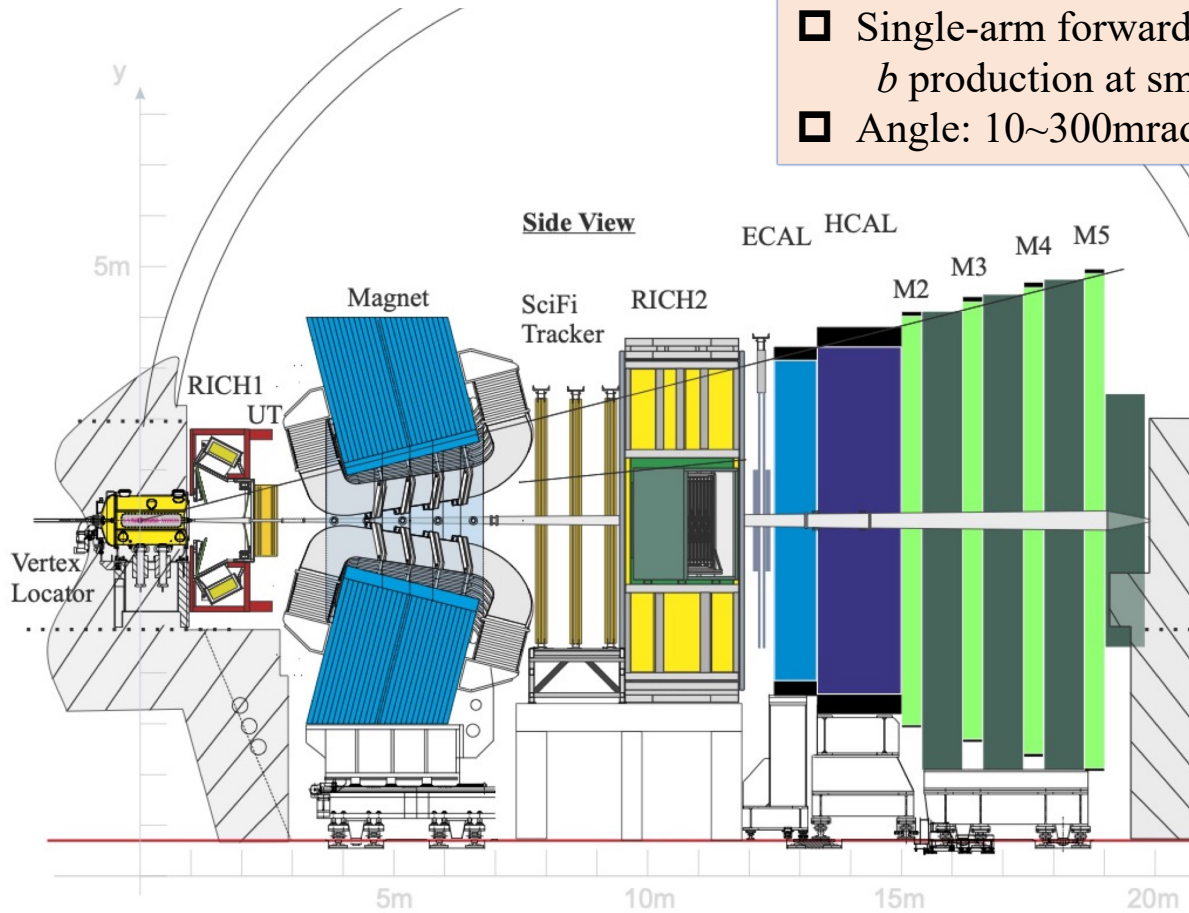 ☐ Single-arm forward
b production at sm
☐ Angle: 10~300mrad
y
Side View
5m
ECAL
HCAL
M2
M3
M4
M5
Magnet
SciFi
Tracker
RICH2
RICH1
UT
Vertex
Locator
5m
10m
15m
20m